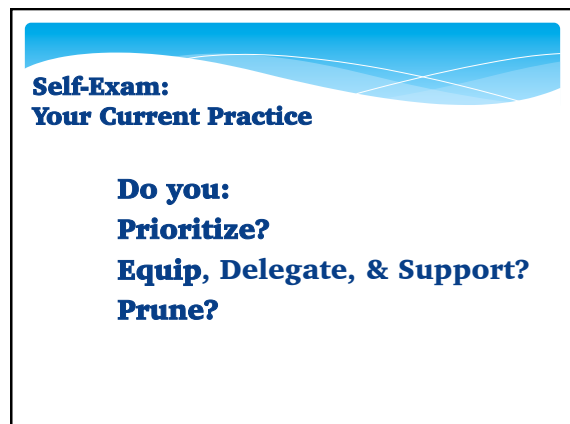 Self-Exam:
Your Current Practice
Do you:
Prioritize?
Equip, Delegate, & Support?
Prune?